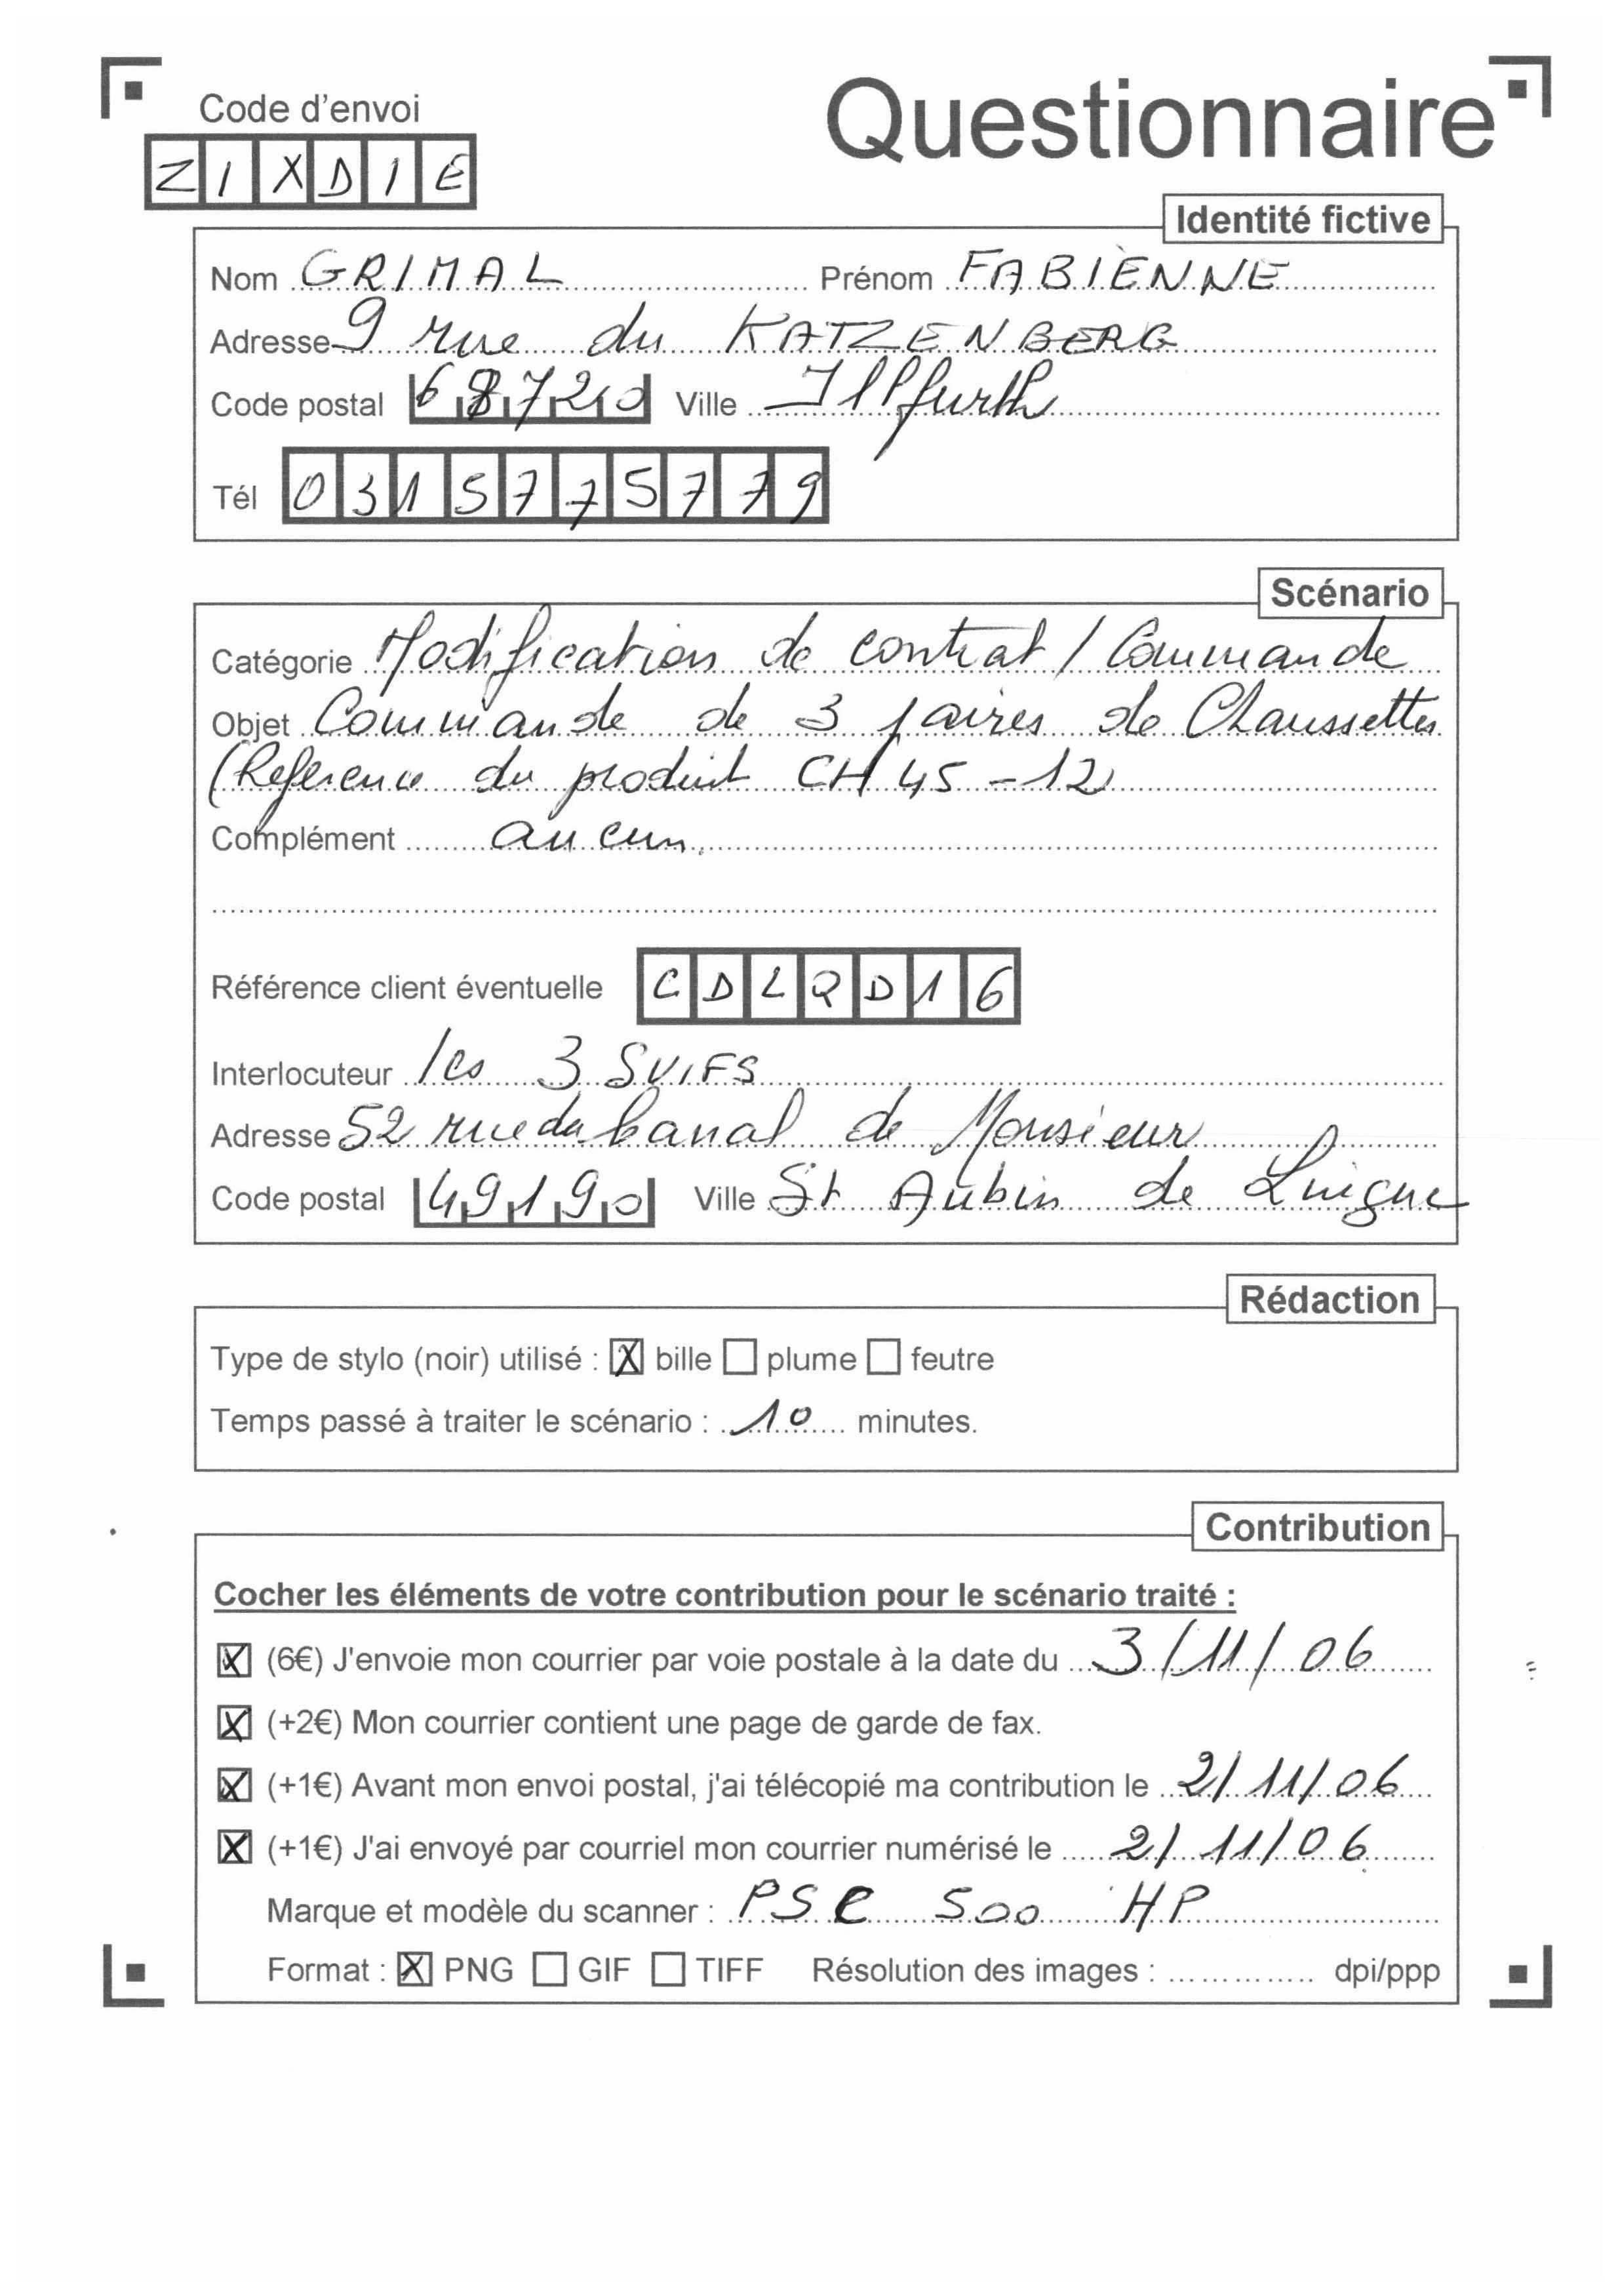 Code d'envoi
Questionnaire
ZIXDIE
Identité fictive
Nom GRIMAL Prénom FABIENNE
Adresse 9 rue du KATZENBERG
Code postal 68720 Ville Illfurth
Tél 0315775779
Scénario
Catégorie Modification de contrat / Commande
Objet Commande de 3 paires de Chaussettes
(Reference du produit CH 45 - 12)
Complément aucun.
Référence client éventuelle CDLQD16
Interlocuteur les 3 SUIFS
Adresse 52 rue du Canal de Monsieur
Code postal 49190 Ville St Aubin de Luigne
Rédaction
Type de stylo (noir) utilisé : X bille plume feutre
Temps passé à traiter le scénario : 10 minutes.
Contribution
Cocher les éléments de votre contribution pour le scénario traité :
X (6€) J'envoie mon courrier par voie postale à la date du 3/11/06
X (+2€) Mon courrier contient une page de garde de fax.
X (+1€) Avant mon envoi postal, j'ai télécopié ma contribution le 2/11/06
X (+1€) J'ai envoyé par courriel mon courrier numérisé le 2/11/06
Marque et modèle du scanner : PSC 500 HP
Format : X PNG GIF TIFF Résolution des images : .............. dpi/ppp